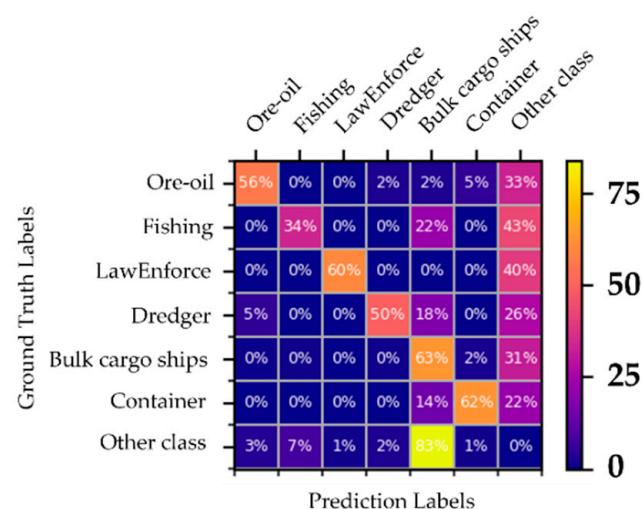 Ore-oil Fishing LawEnforce Dredger Bulk cargo ships Container Other class
Ore-oil 56% 0% 0% 2% 2% 5% 33%
Fishing 0% 34% 0% 0% 22% 0% 43%
LawEnforce 0% 0% 60% 0% 0% 0% 40%
Dredger 5% 0% 0% 50% 18% 0% 26%
Bulk cargo ships 0% 0% 0% 0% 63% 2% 31%
Container 0% 0% 0% 0% 14% 62% 22%
Other class 3% 7% 1% 2% 83% 1% 0%
Ground Truth Labels
Prediction Labels
75
50
25
0